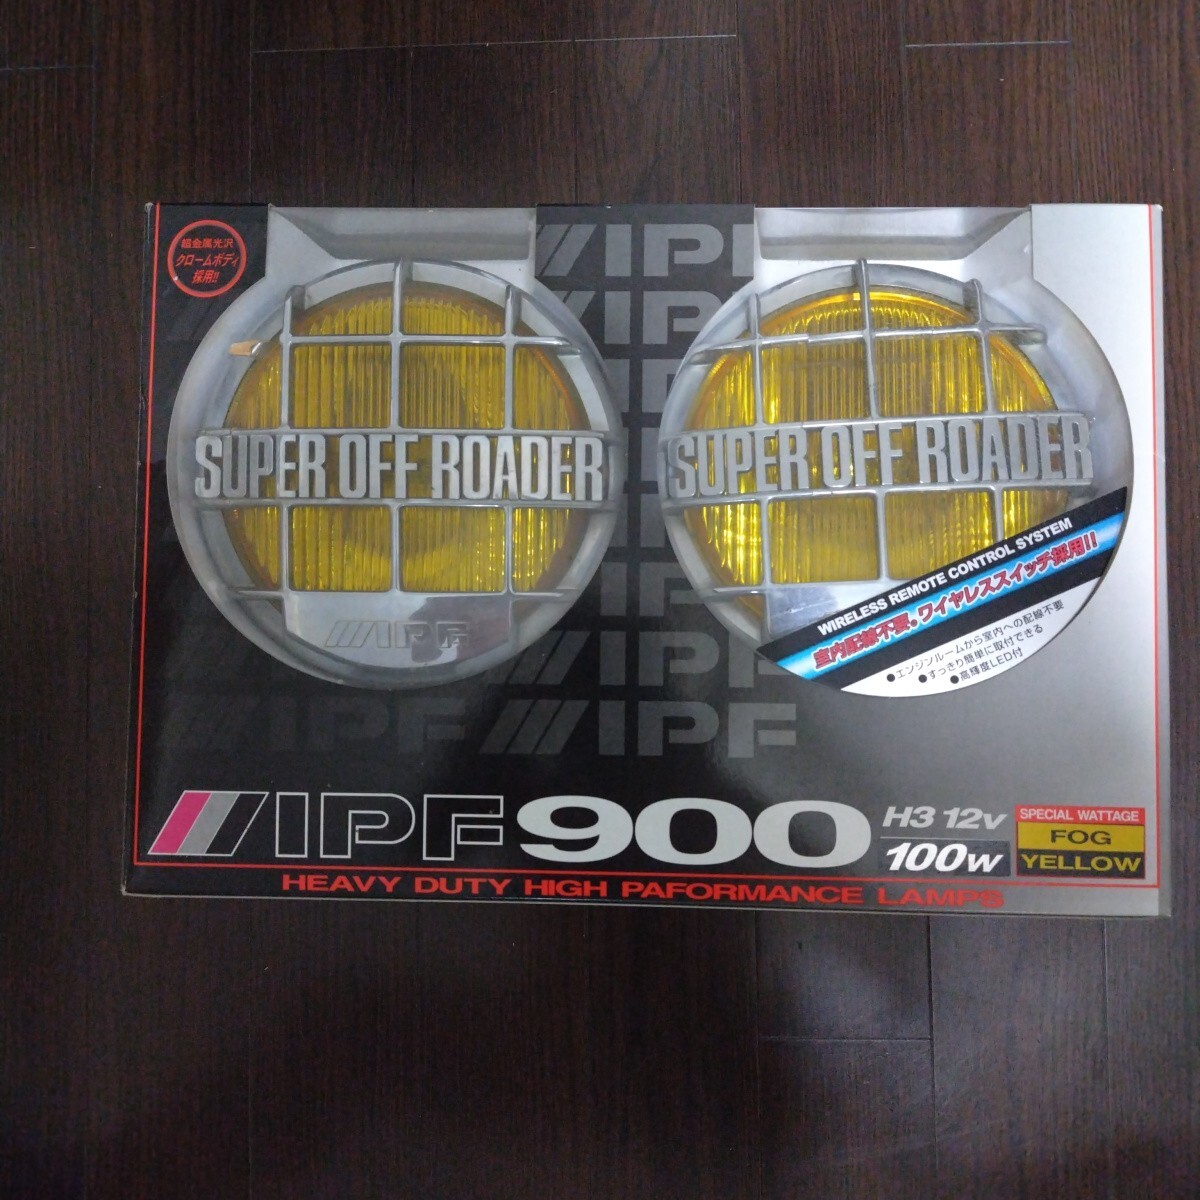 超金属光沢
クロームボディ
採用!!
IPF
IPF
IPF
IPF
IPF
IPF
SUPER OFF ROADER
SUPER OFF ROADER
IPF
WIRELESS REMOTE CONTROL SYSTEM
室内配線不要・ワイヤレススイッチ採用!!
●エンジンルームから室内への配線不要
●すっきり簡単に取付できる
●高輝度LED付
IPF900
H3 12V
100W
SPECIAL WATTAGE
FOG
YELLOW
HEAVY DUTY HIGH PAFORMANCE LAMPS